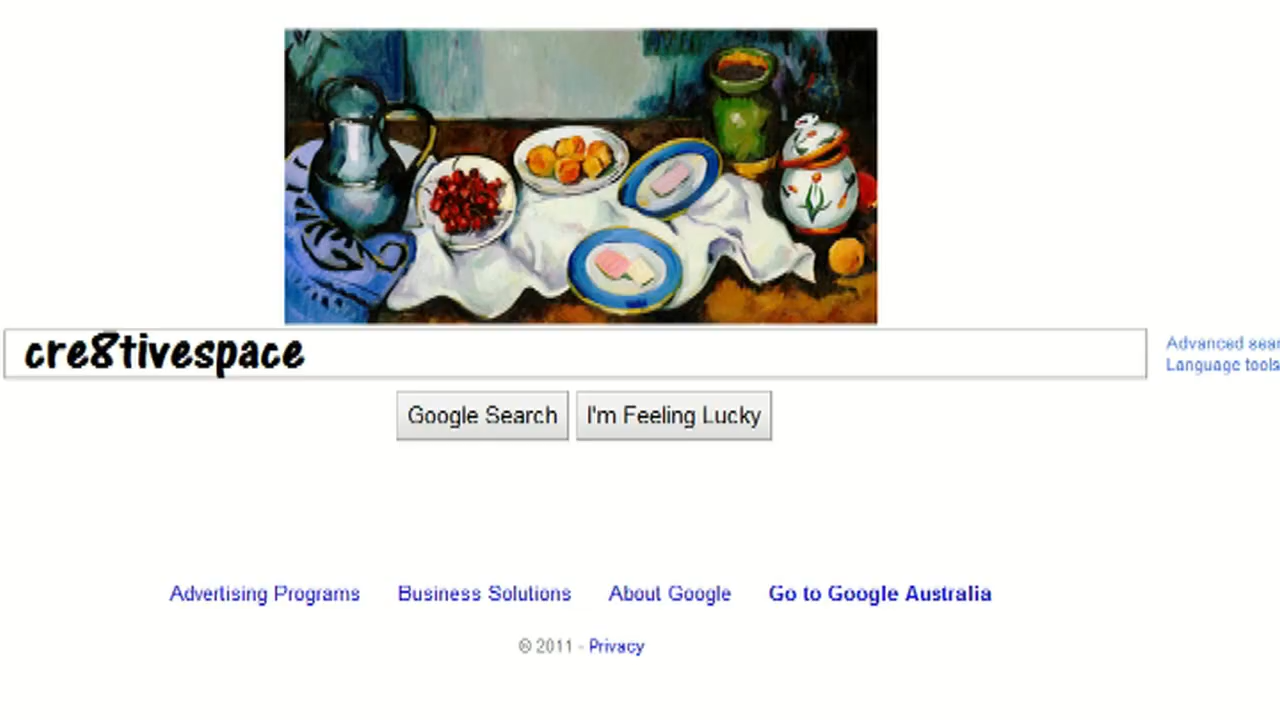 cre8tivespace
Advanced sear
Language tools
Google Search I'm Feeling Lucky
Advertising Programs Business Solutions About Google Go to Google Australia
© 2011 - Privacy